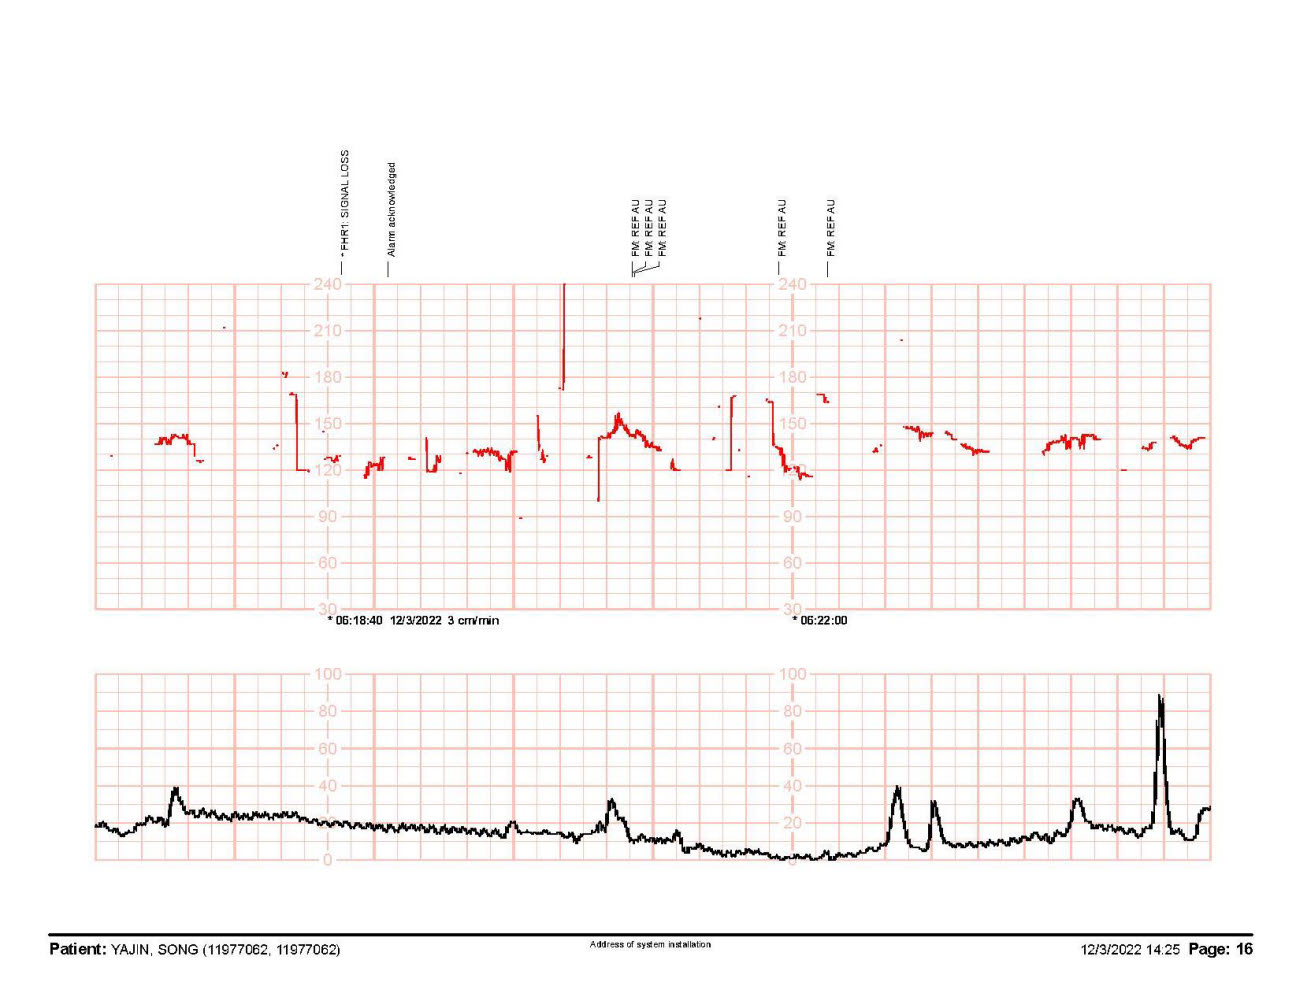 * FHR1: SIGNAL LOSS
Alarm acknowledged
FM: REF AU
FM: REF AU
FM: REF AU
FM: REF AU
FM: REF AU
240 240
210 210
180 180
150 150
120 120
90 90
60 60
30 30
* 06:18:40 12/3/2022 3 cm/min * 06:22:00
100 100
80 80
60 60
40 40
20 20
0 0
Patient: YAJIN, SONG (11977062, 11977062) Address of system installation 12/3/2022 14:25 Page: 16